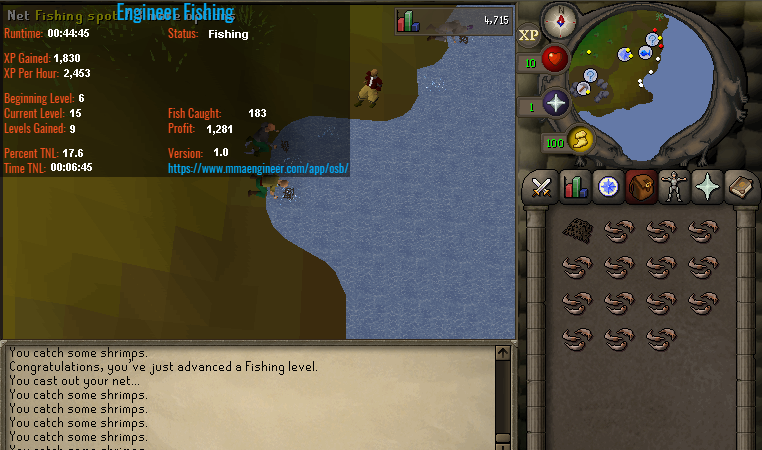 Net Fishing spot
Engineer Fishing
4,715
Runtime: 00:44:45
Status: Fishing
XP Gained: 1,830
XP Per Hour: 2,453
Beginning Level: 6
Current Level: 15
Fish Caught: 183
Levels Gained: 9
Profit: 1,281
Percent TNL: 17.6
Version: 1.0
Time TNL: 00:06:45
https://www.mmaengineer.com/app/osb/
N
XP
10
1
100
You catch some shrimps.
Congratulations, you've just advanced a Fishing level.
You cast out your net...
You catch some shrimps.
You catch some shrimps.
You catch some shrimps.
You catch some shrimps.
You catch some shrimps.